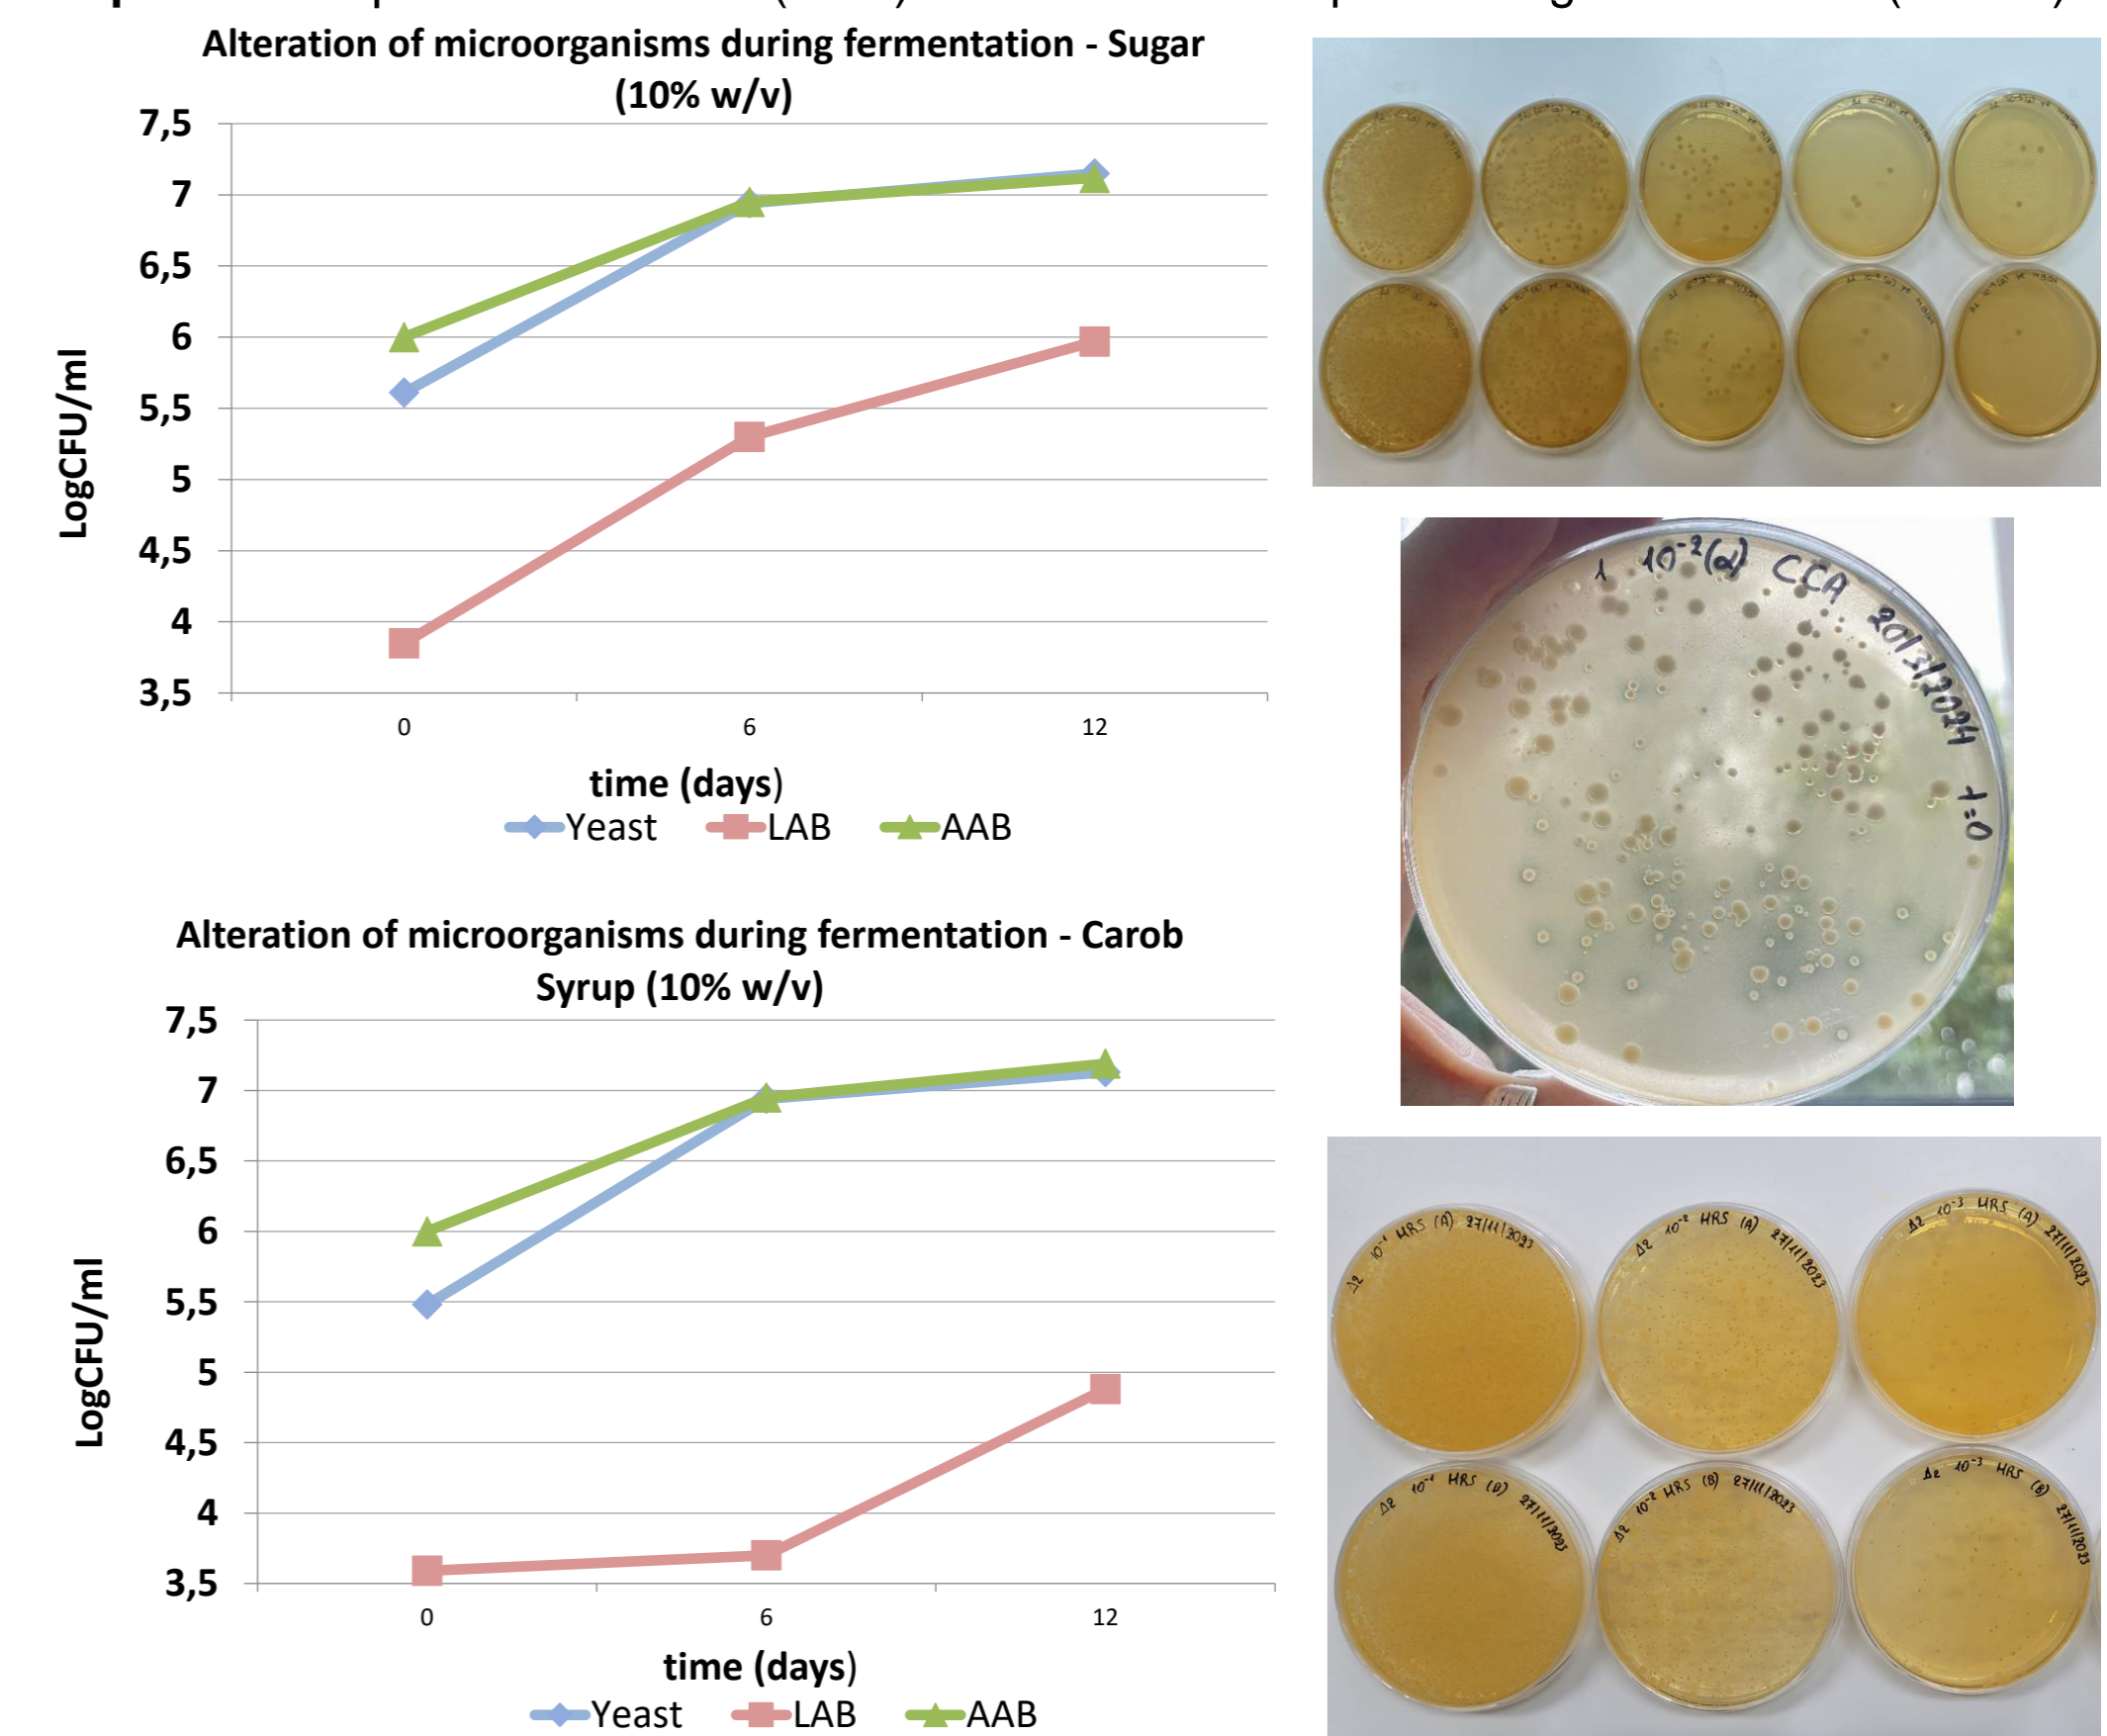 Alteration of microorganisms during fermentation - Sugar
(10% w/v)
7,5
7
6,5
6
5,5
5
4,5
4
3,5
LogCFU/ml
0 6 12
time (days)
Yeast LAB AAB
Alteration of microorganisms during fermentation - Carob
Syrup (10% w/v)
7,5
7
6,5
6
5,5
5
4,5
4
3,5
LogCFU/ml
0 6 12
time (days)
Yeast LAB AAB
1 10⁻²(α) CCA 20/3/2024 t=0
Δ2 10⁻¹ MRS (A) 27/11/2023
Δ2 10⁻² MRS (A) 27/11/2023
Δ2 10⁻³ MRS (A) 27/11/2023
Δ2 10⁻¹ MRS (B) 27/11/2023
Δ2 10⁻² MRS (B) 27/11/2023
Δ2 10⁻³ MRS (B) 27/11/2023